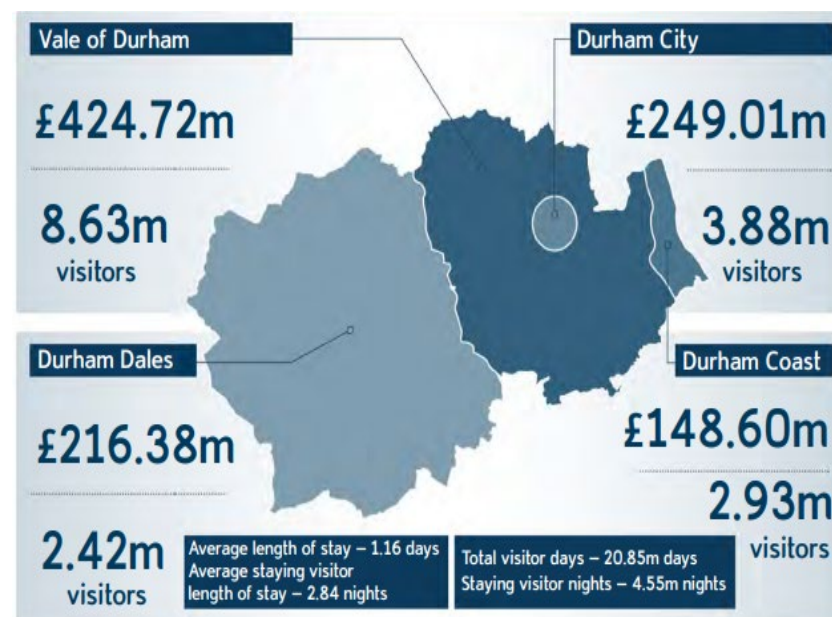 Vale of Durham
£424.72m
8.63m
visitors
Durham City
£249.01m
3.88m
visitors
Durham Dales
£216.38m
2.42m
visitors
Durham Coast
£148.60m
2.93m
visitors
Average length of stay – 1.16 days
Average staying visitor
length of stay – 2.84 nights
Total visitor days – 20.85m days
Staying visitor nights – 4.55m nights